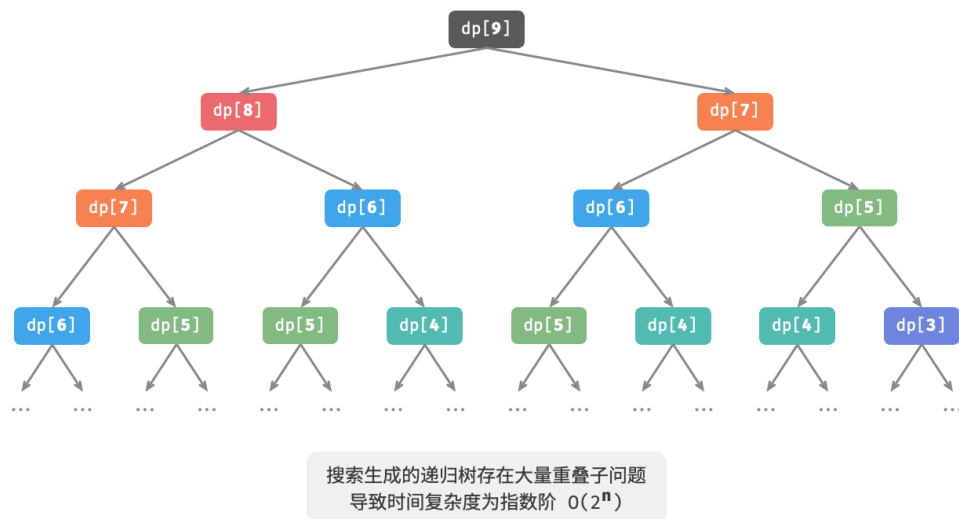 dp[9]
dp[8] dp[7]
dp[7] dp[6] dp[6] dp[5]
dp[6] dp[5] dp[5] dp[4] dp[5] dp[4] dp[4] dp[3]
... ... ... ... ... ... ... ... ... ... ... ... ... ... ... ...
搜索生成的递归树存在大量重叠子问题
导致时间复杂度为指数阶 O(2ⁿ)